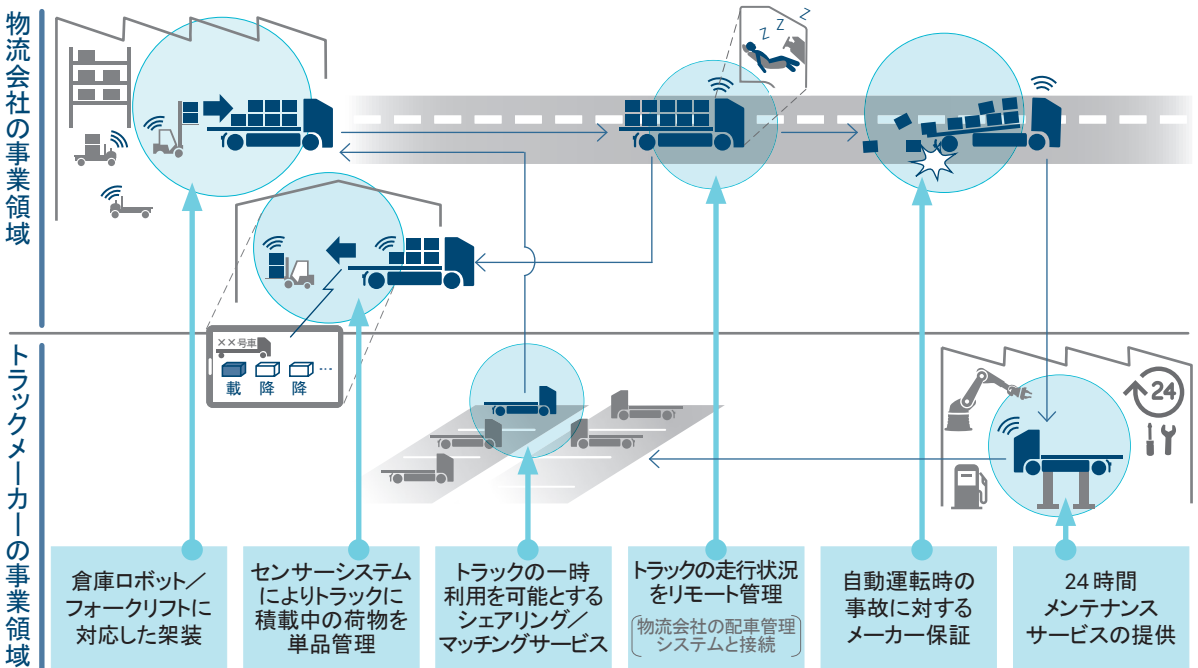 物流会社の事業領域
Z Z Z
××号車
載 降 降 …
24
トラックメーカーの事業領域
倉庫ロボット／
フォークリフトに
対応した架装
センサーシステム
によりトラックに
積載中の荷物を
単品管理
トラックの一時
利用を可能とする
シェアリング／
マッチングサービス
トラックの走行状況
をリモート管理
物流会社の配車管理
システムと接続
自動運転時の
事故に対する
メーカー保証
24時間
メンテナンス
サービスの提供